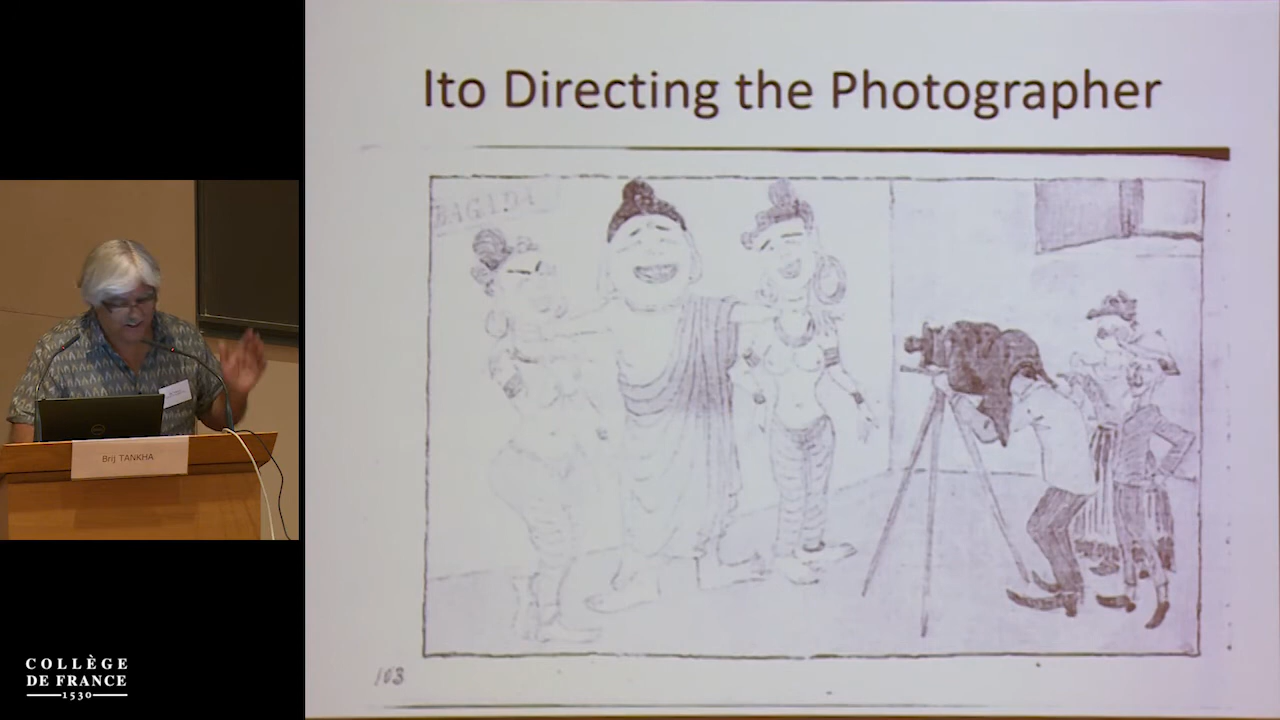 Ito Directing the Photographer
BAGIDA
103
Brij TANKHA
COLLÈGE
DE FRANCE
1530